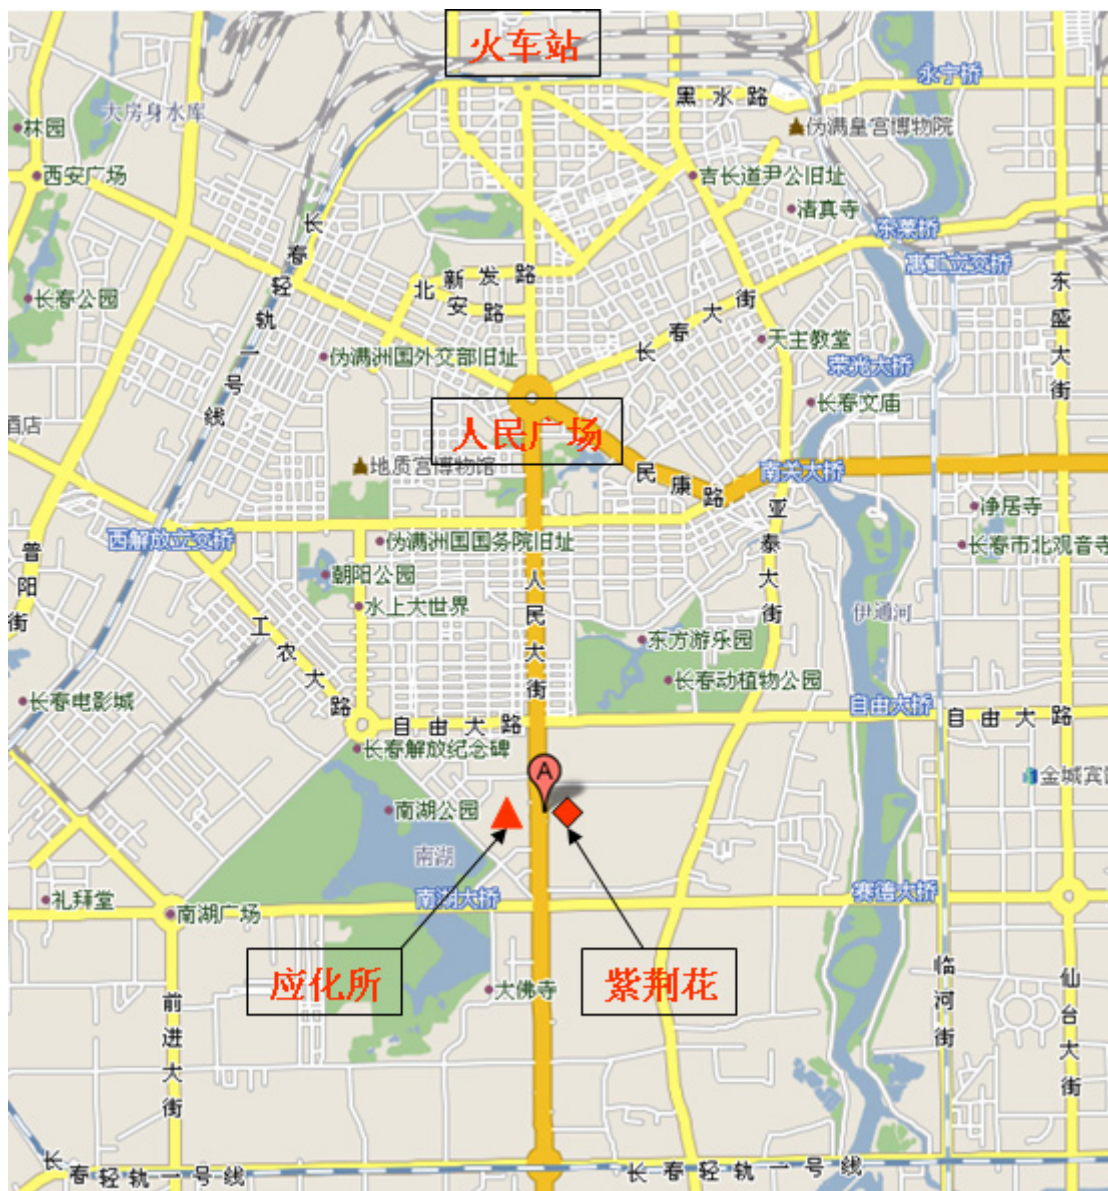 火车站
永宁桥
黑水路
大房身水库
林园
伪满皇宫博物院
西安广场
吉长道尹公旧址
清真寺
东莱桥
惠工立交桥
长春轻轨一号线
新发路
北安路
长春公园
长春大街
东盛大街
天主教堂
伪满洲国外交部旧址
荣光大桥
长春文庙
酒店
人民广场
地质宫博物馆
民康路
南关大桥
亚泰大街
净居寺
西解放立交桥
伪满洲国国务院旧址
长春市北观音寺
普阳街
朝阳公园
水上大世界
人民大街
伊通河
工农大路
东方游乐园
长春动植物公园
长春电影城
自由大桥
自由大路
自由大路
长春解放纪念碑
A
金城宾
南湖公园
南湖
礼拜堂
南湖广场
南湖大桥
赛德大桥
应化所
紫荆花
大佛寺
前进大街
临河街
仙台大街
长春轻轨一号线
长春轻轨一号线